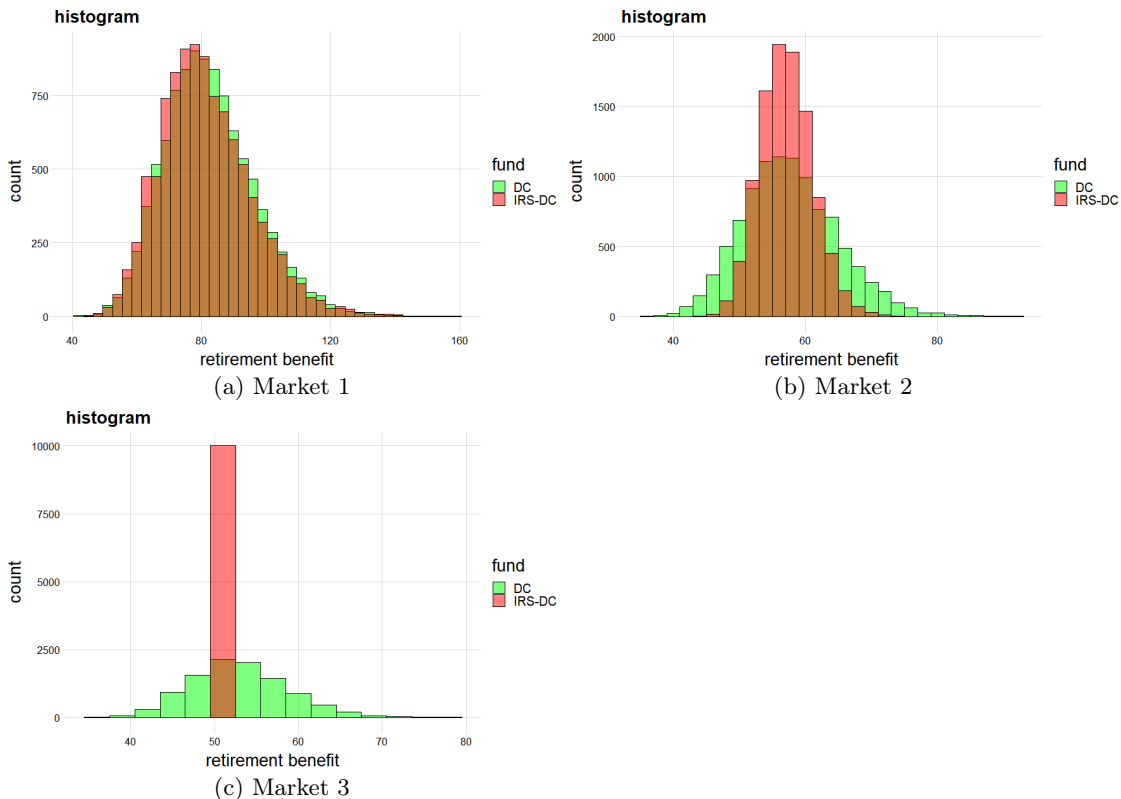 histogram
count
750
500
250
0
40
80
120
160
retirement benefit
fund
DC
IRS-DC
(a) Market 1
histogram
count
2000
1500
1000
500
0
40
60
80
retirement benefit
fund
DC
IRS-DC
(b) Market 2
histogram
count
10000
7500
5000
2500
0
40
50
60
70
80
retirement benefit
fund
DC
IRS-DC
(c) Market 3